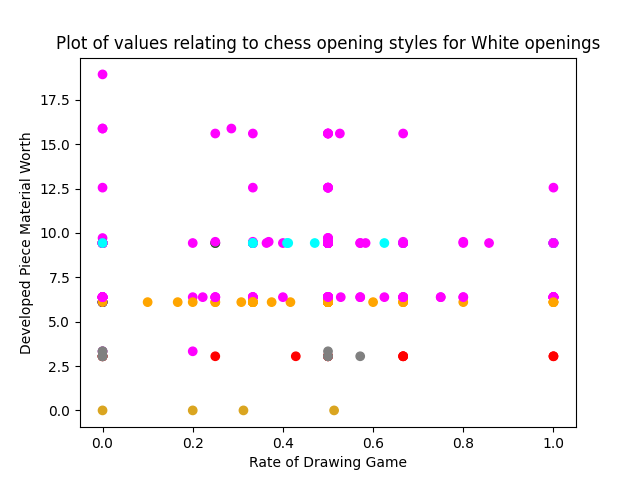 Plot of values relating to chess opening styles for White openings
Developed Piece Material Worth
17.5
15.0
12.5
10.0
7.5
5.0
2.5
0.0
0.0 0.2 0.4 0.6 0.8 1.0
Rate of Drawing Game